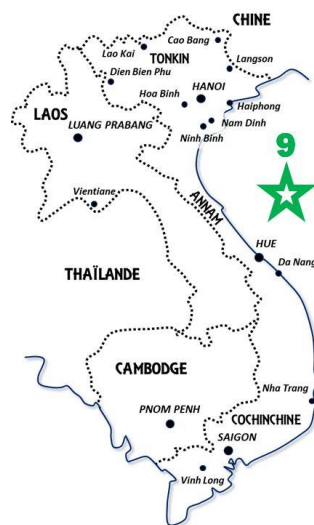 CHINE
Cao Bang
Lao Kai
TONKIN
Langson
Dien Bien Phu
Hoa Binh
HANOI
Haiphong
LAOS
Nam Dinh
LUANG PRABANG
Ninh Binh
9
Vientiane
ANNAM
HUE
Da Nang
THAÏLANDE
CAMBODGE
Nha Trang
PNOM PENH
COCHINCHINE
SAIGON
Vinh Long